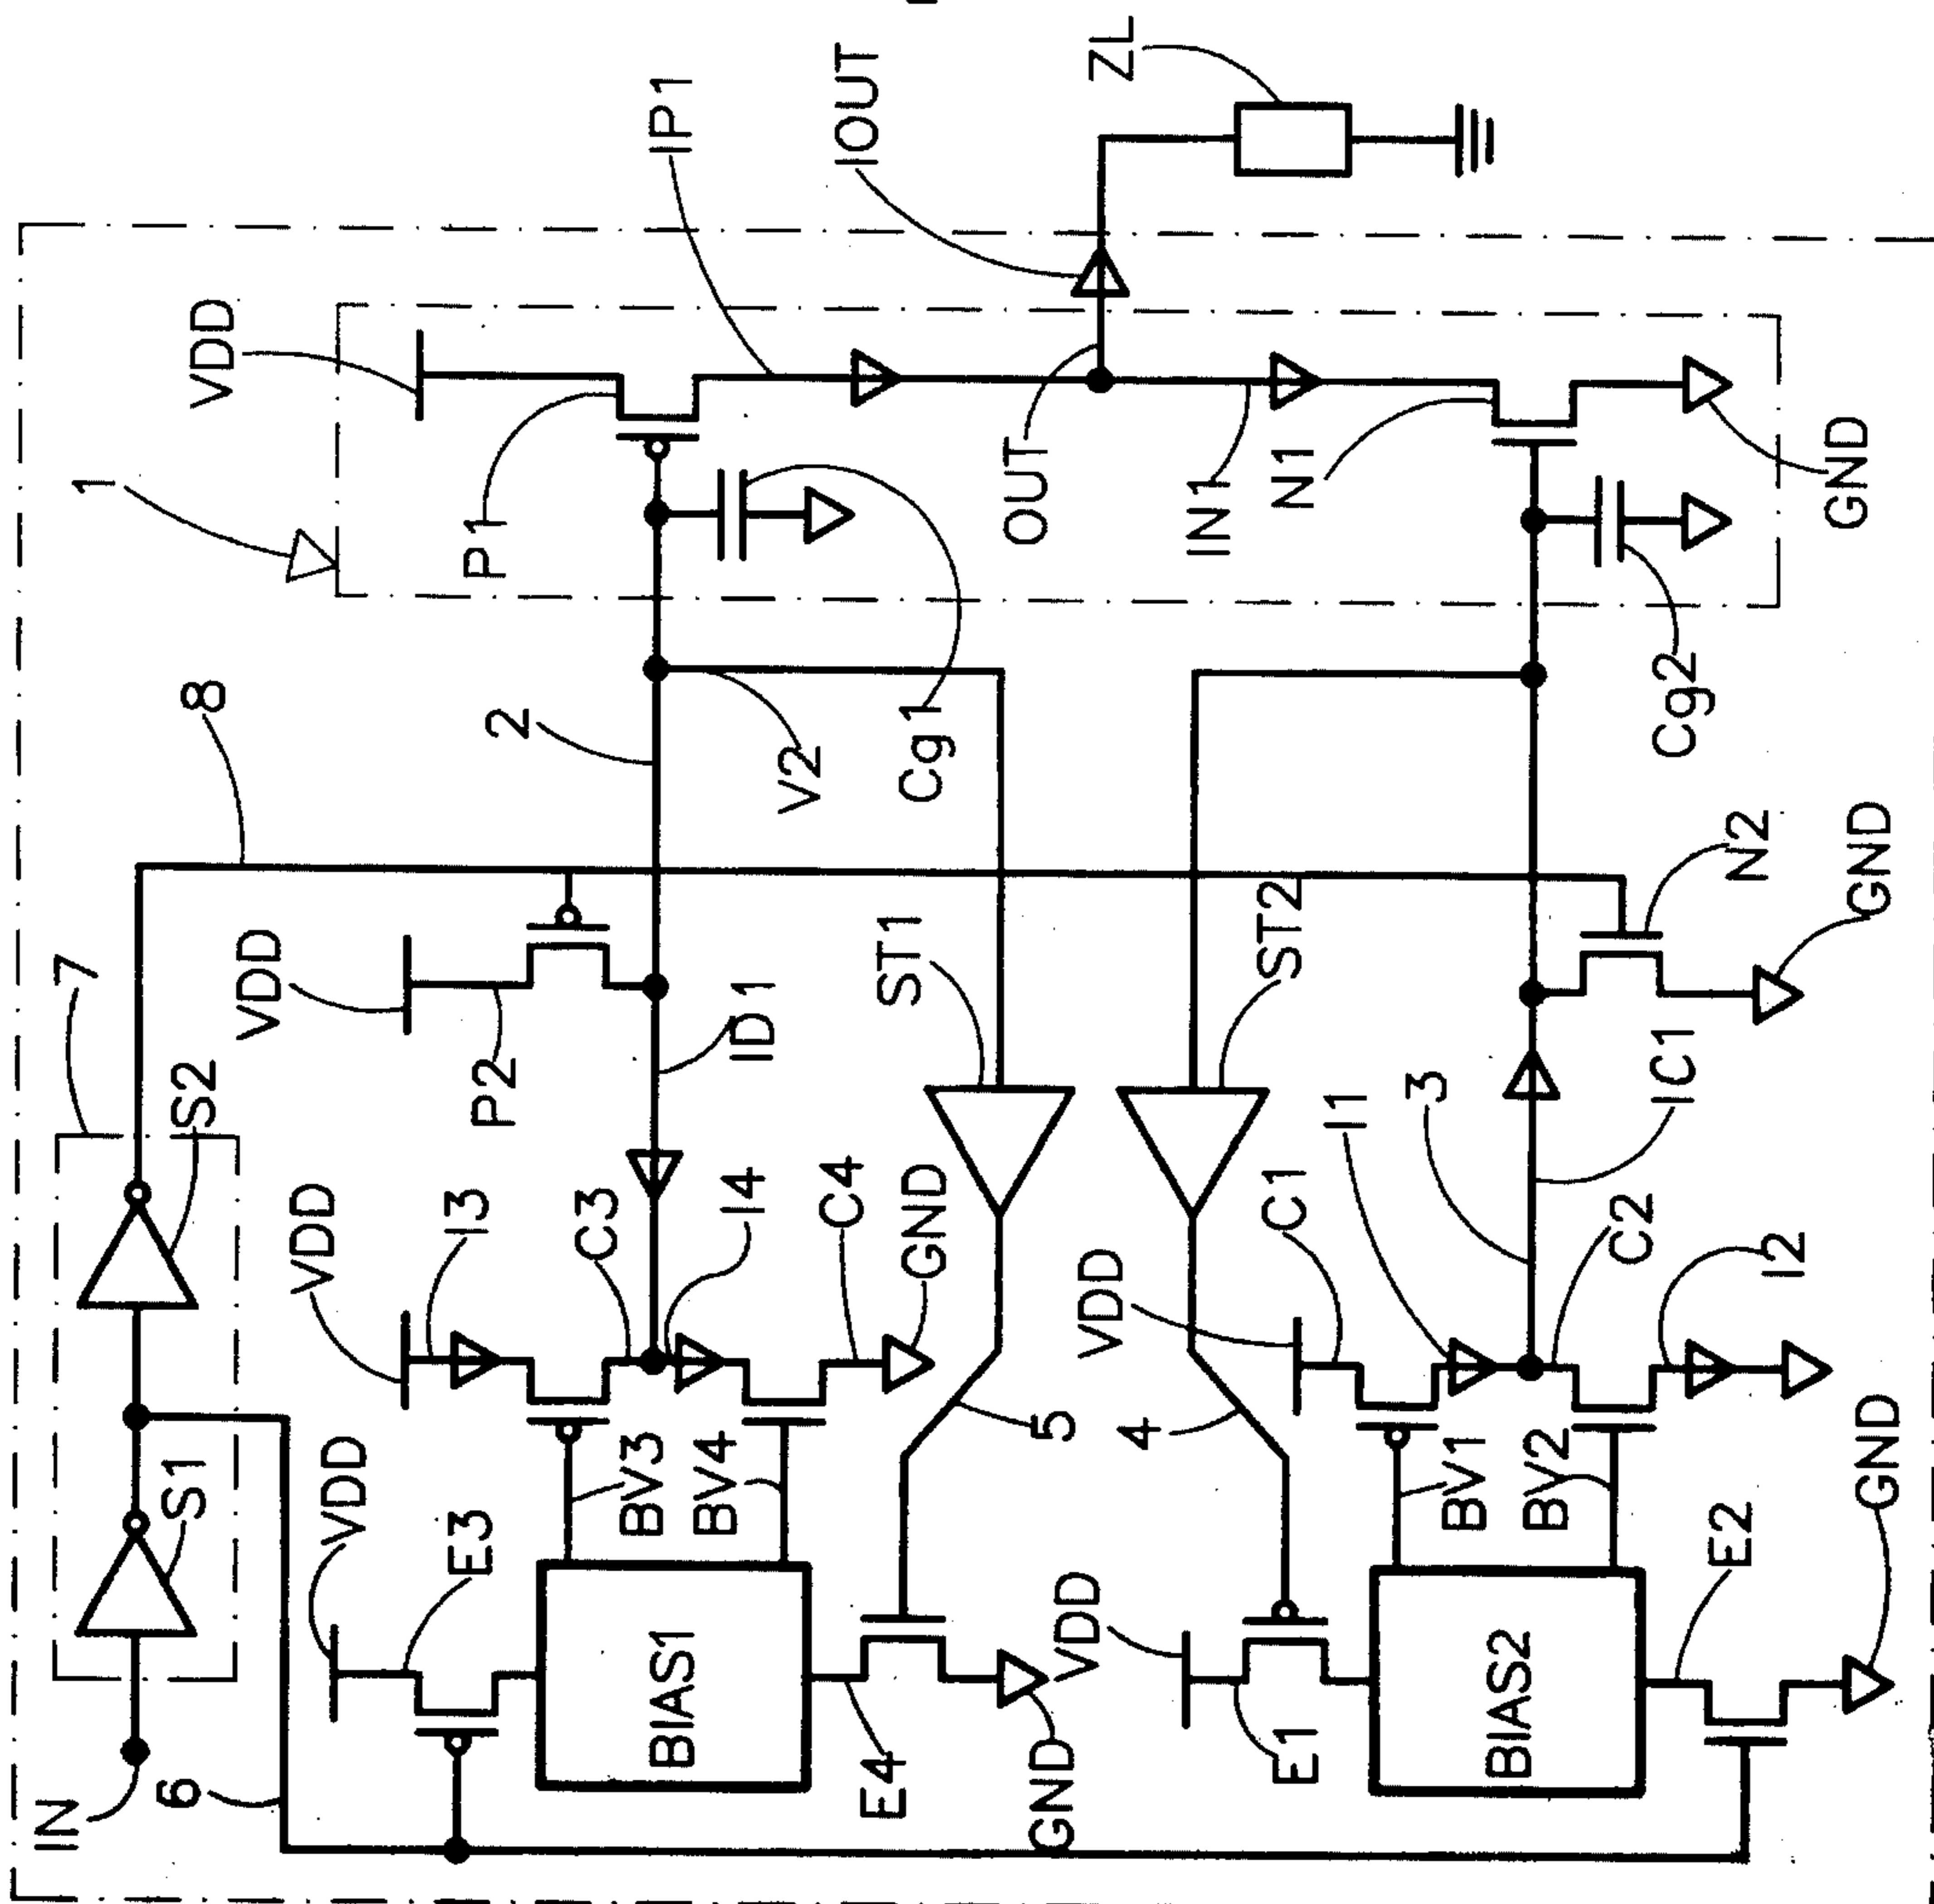 IN
6
7
S1
S2
8
1
VDD
IP1
IOUT
ZL
VDD
E3
VDD
I3
P2
VDD
2
P1
BIAS1
BV3
BV4
C3
I4
C4
GND
ID1
V2
Cg1
OUT
IN1
N1
E4
GND
5
ST1
4
ST2
VDD
E1
VDD
C1
I1
3
IC1
BIAS2
BV1
BV2
C2
I2
E2
GND
N2
GND
Cg2
GND